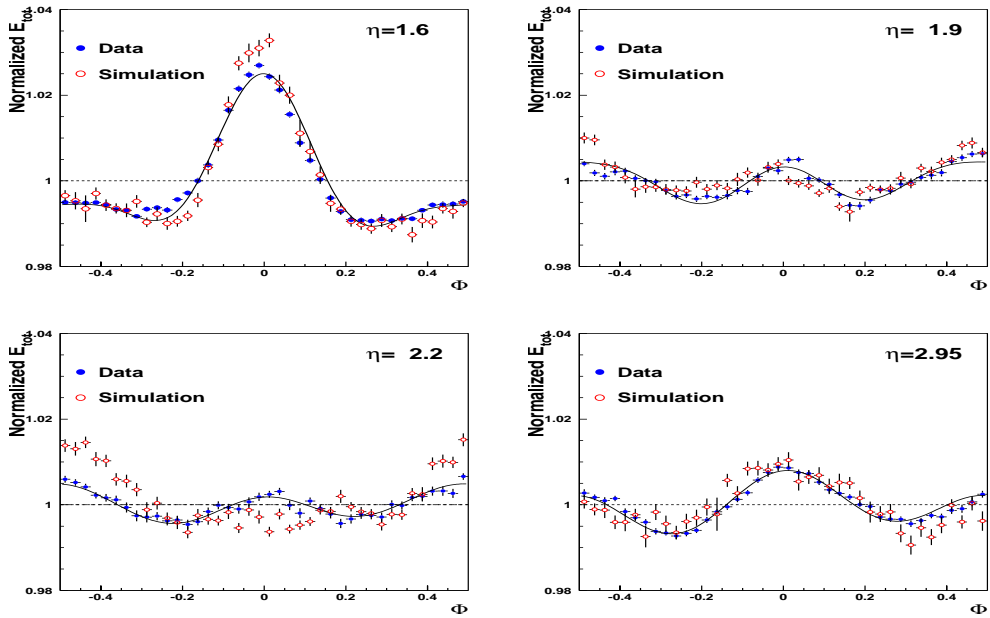 Normalized E_tot
1.04
η=1.6
Data
Simulation
1.02
1
0.98
-0.4
-0.2
0
0.2
0.4
Φ
Normalized E_tot
1.04
η= 1.9
Data
Simulation
1.02
1
0.98
-0.4
-0.2
0
0.2
0.4
Φ
Normalized E_tot
1.04
η= 2.2
Data
Simulation
1.02
1
0.98
-0.4
-0.2
0
0.2
0.4
Φ
Normalized E_tot
1.04
η=2.95
Data
Simulation
1.02
1
0.98
-0.4
-0.2
0
0.2
0.4
Φ